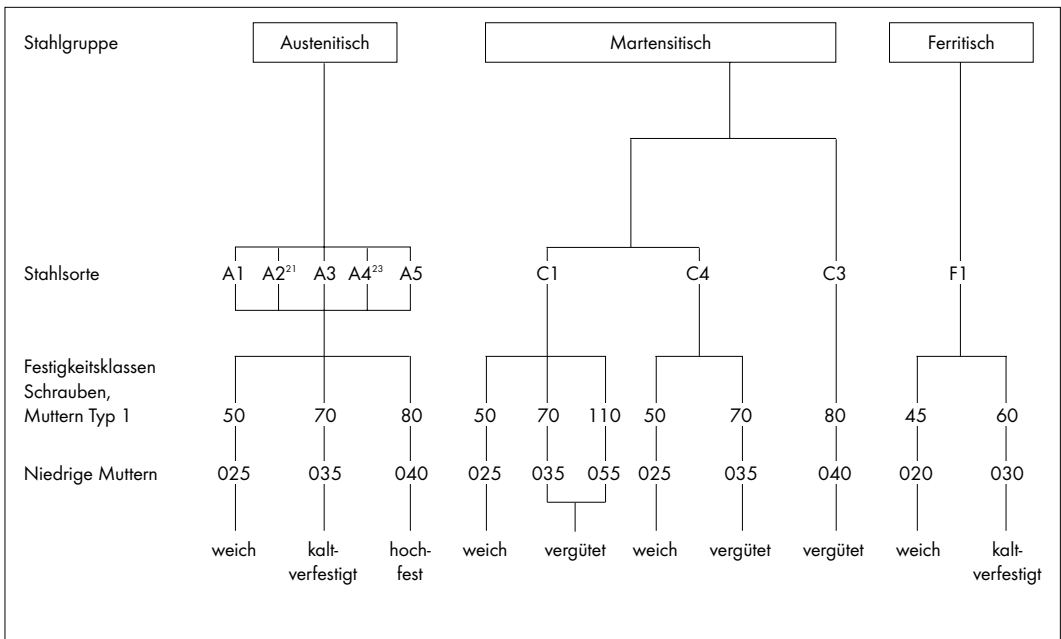 Stahlgruppe Austenitisch Martensitisch Ferritisch
Stahlsorte A1 A2²¹ A3 A4²³ A5 C1 C4 C3 F1
Festigkeitsklassen
Schrauben,
Muttern Typ 1 50 70 80 50 70 110 50 70 80 45 60
Niedrige Muttern 025 035 040 025 035 055 025 035 040 020 030
weich kalt- hoch- weich vergütet weich vergütet vergütet weich kalt-
verfestigt fest verfestigt